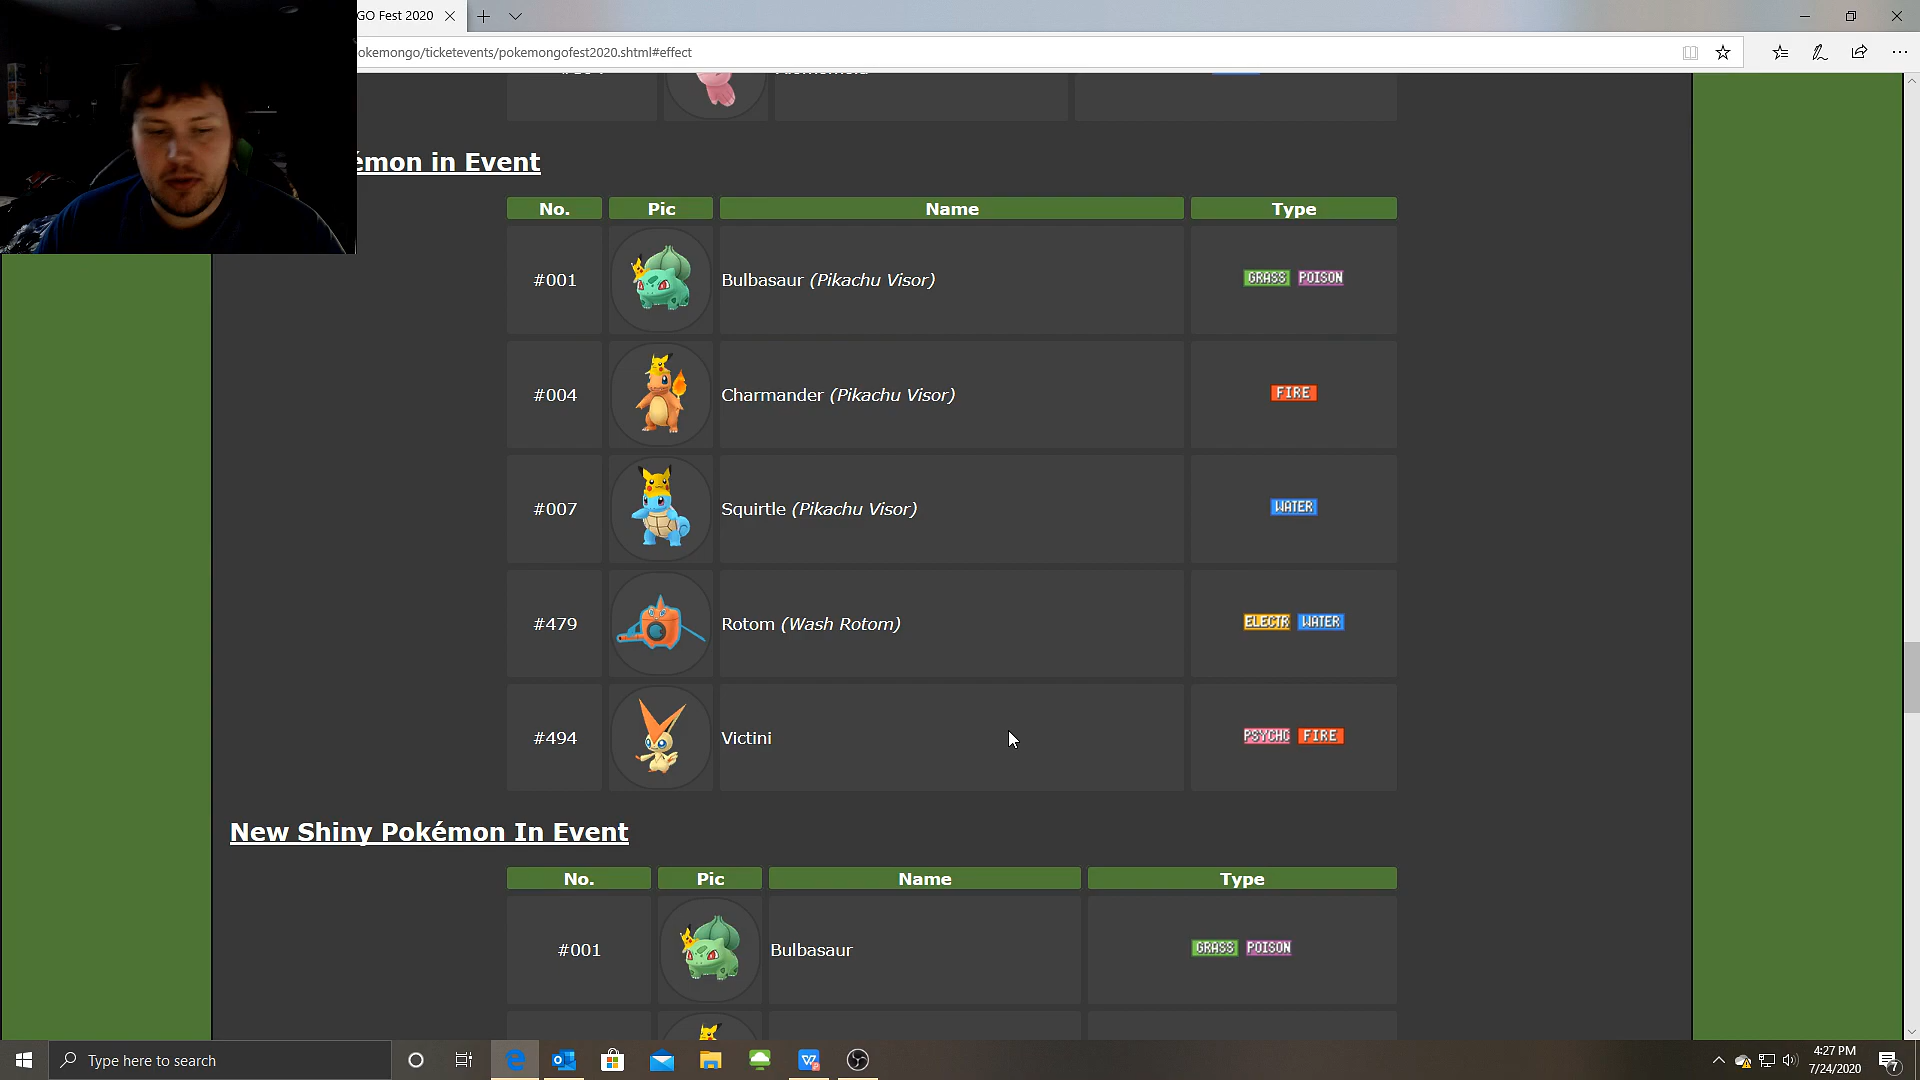 GO Fest 2020
okemongo/ticketevents/pokemongofest2020.shtml#effect
émon in Event
No. Pic Name Type
#001 Bulbasaur (Pikachu Visor) GRASS POISON
#004 Charmander (Pikachu Visor) FIRE
#007 Squirtle (Pikachu Visor) WATER
#479 Rotom (Wash Rotom) ELECTR WATER
#494 Victini PSYCHC FIRE
New Shiny Pokémon In Event
No. Pic Name Type
#001 Bulbasaur GRASS POISON
Type here to search
4:27 PM
7/24/2020
7